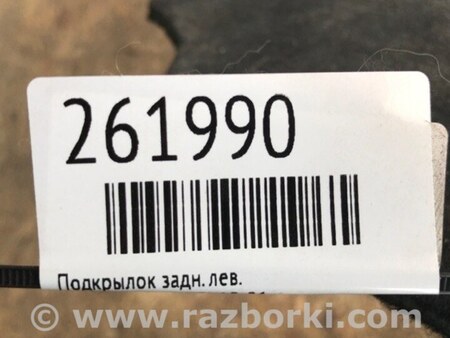 261990
Подкрылок задн. лев.
www.razborki.com